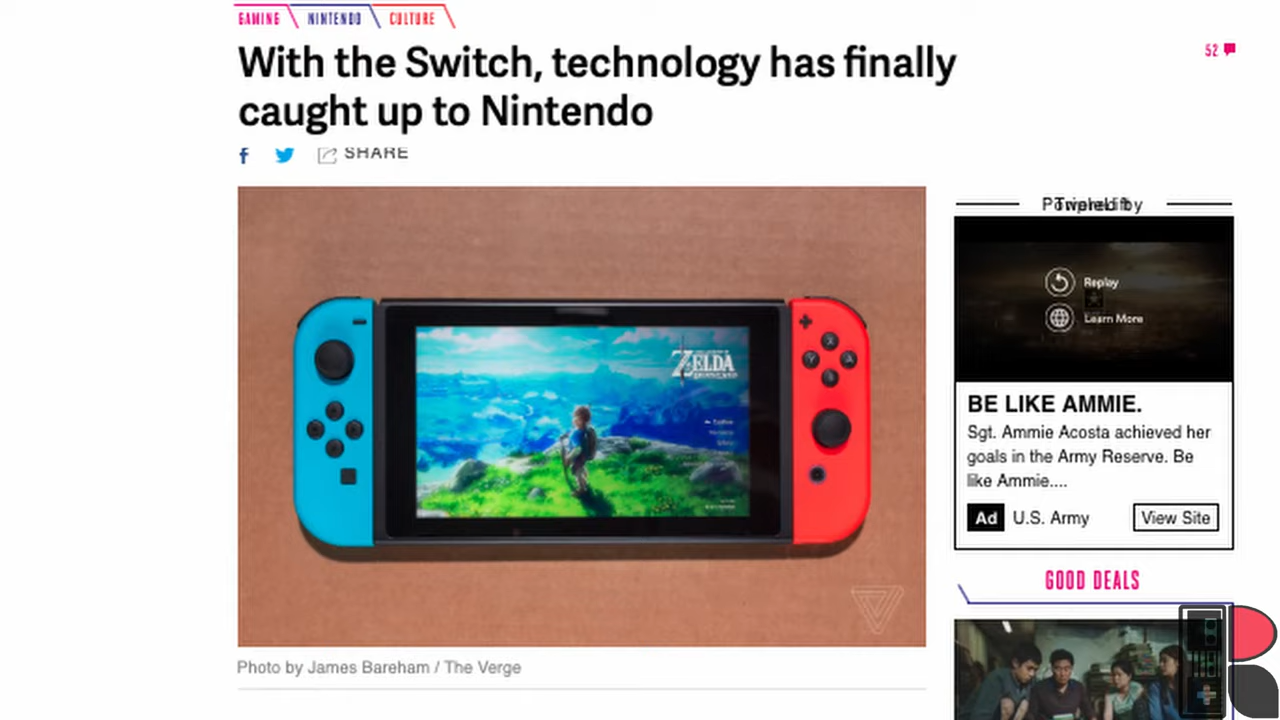 GAMING NINTENDO CULTURE
With the Switch, technology has finally
caught up to Nintendo
52
SHARE
Replay
Learn More
ZELDA
X
Y A
B
BE LIKE AMMIE.
Sgt. Ammie Acosta achieved her
goals in the Army Reserve. Be
like Ammie....
Ad U.S. Army View Site
GOOD DEALS
Photo by James Bareham / The Verge